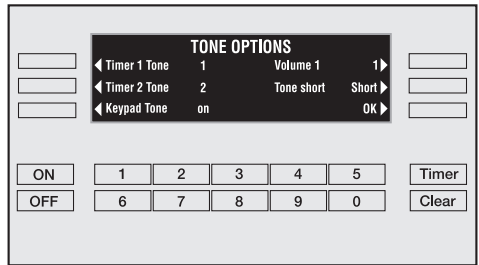 TONE OPTIONS
Timer 1 Tone 1 Volume 1 1
Timer 2 Tone 2 Tone short Short
Keypad Tone on OK
ON 1 2 3 4 5 Timer
OFF 6 7 8 9 0 Clear